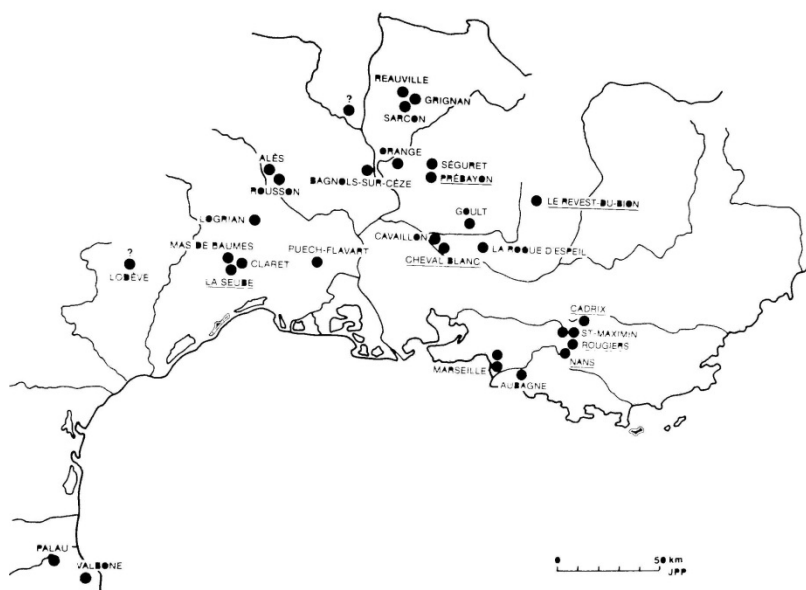 REAUVILLE
?
GRIGNAN
SARCON
ORANGE
ALÈS
SÉGURET
BAGNOLS-SUR-CÈZE
PRÉBAYON
ROUSSON
LE REVEST-DU-BION
LOGRIAN
GOULT
CAVAILLON
MAS DE BAUMES
PUECH-FLAVART
LA ROQUE D'ESPEIL
?
CLARET
CHEVAL BLANC
LODÈVE
LA SEUBE
CADRIX
ST-MAXIMIN
ROUGIERS
NANS
MARSEILLE
AUBAGNE
PALAU
VALBONE
0 50 km
JPP